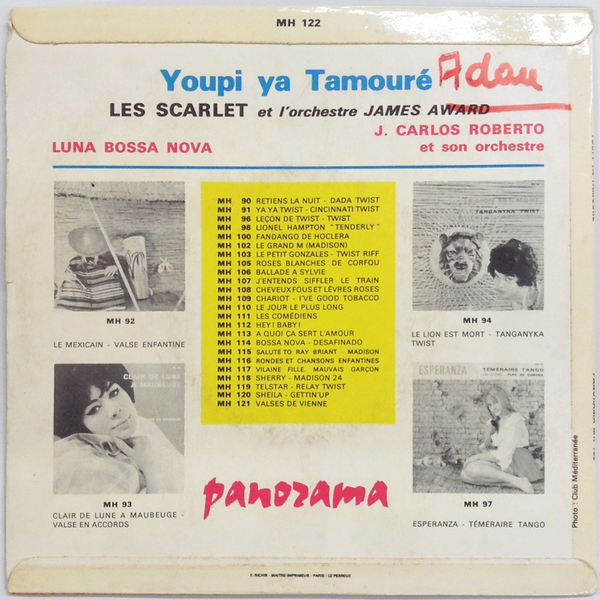 MH 122
Youpi ya Tamouré Adau
LES SCARLET et l'orchestre JAMES AWARD
J. CARLOS ROBERTO
LUNA BOSSA NOVA et son orchestre
MH 90 RETIENS LA NUIT - DADA TWIST
MH 91 YA YA TWIST - CINCINNATI TWIST
MH 96 LEÇON DE TWIST - TWIST
MH 98 LIONEL HAMPTON "TENDERLY"
MH 100 FANDANGO DE HOCLERA
MH 102 LE GRAND M (MADISON)
MH 103 LE PETIT GONZALES - TWIST RIFF
MH 105 ROSES BLANCHES DE CORFOU
MH 106 BALLADE A SYLVIE
MH 107 J'ENTENDS SIFFLER LE TRAIN
MH 108 CHEVEUX FOUS ET LÈVRES ROSES
MH 109 CHARIOT - I'VE GOOD TOBACCO
MH 110 LE JOUR LE PLUS LONG
MH 111 LES COMÉDIENS
MH 112 HEY! BABY!
MH 113 A QUOI ÇA SERT L'AMOUR
MH 114 BOSSA NOVA - DESAFINADO
MH 115 SALUTE TO RAY BRIANT - MADISON
MH 116 RONDES ET CHANSONS ENFANTINES
MH 117 VILAINE FILLE. MAUVAIS GARÇON
MH 118 SHERRY - MADISON 24
MH 119 TELSTAR - RELAY TWIST
MH 120 SHEILA - GETTIN'UP
MH 121 VALSES DE VIENNE
MH 92
LE MEXICAIN - VALSE ENFANTINE
TANGANYKA TWIST
MH 94
LE LION EST MORT - TANGANYKA
TWIST
CLAIR DE LUNE
A MAUBEUGE
MH 93
CLAIR DE LUNE A MAUBEUGE -
VALSE EN ACCORDS
ESPERANZA TÉMÉRAIRE TANGO
MH 97
ESPERANZA - TÉMÉRAIRE TANGO
panorama
Photo : Club Méditerranée
F. RICHIR - MAITRE-IMPRIMEUR - PARIS - LE PERREUX